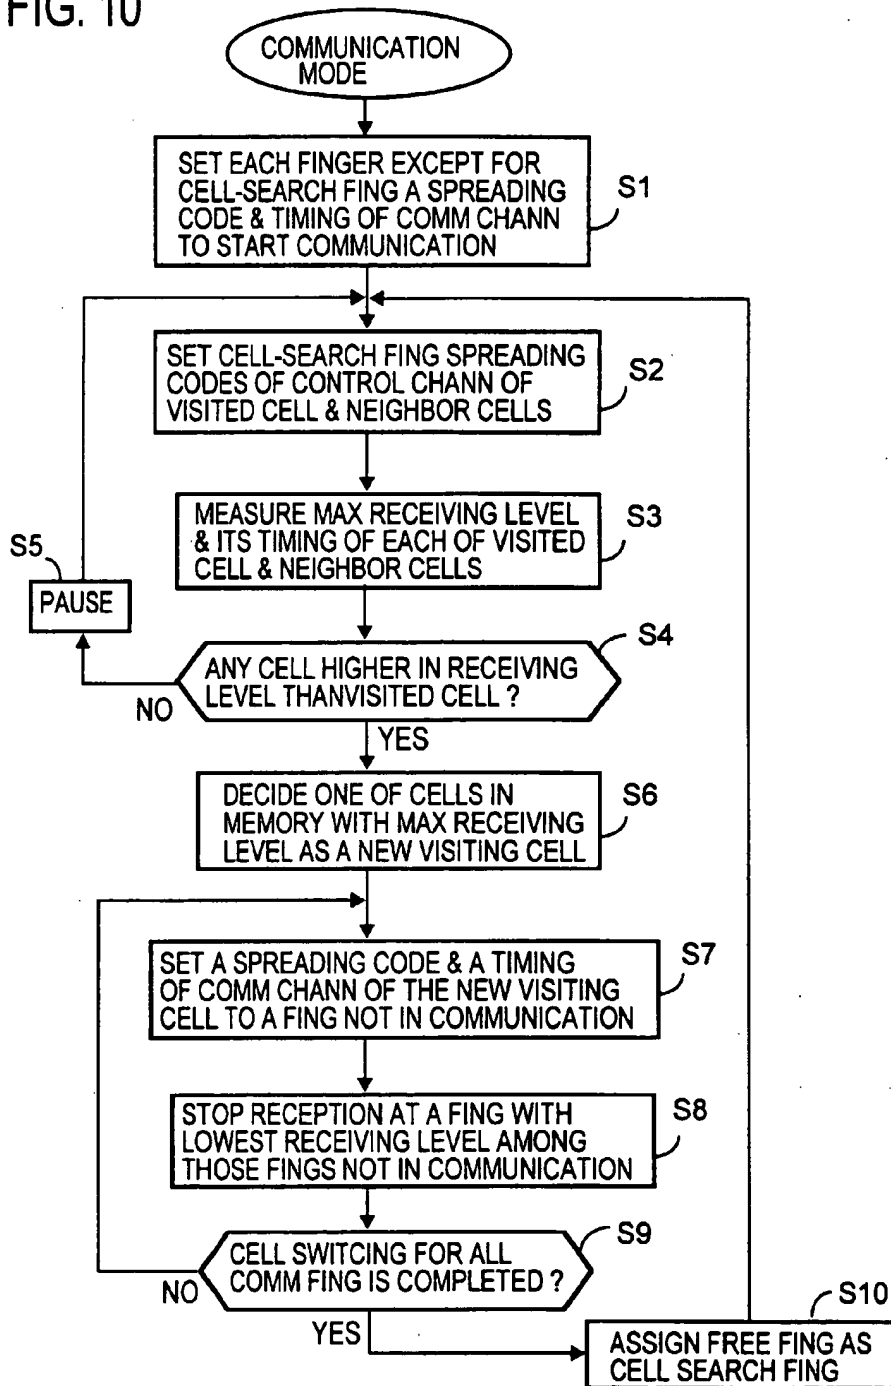 FIG. 10
COMMUNICATION
MODE
SET EACH FINGER EXCEPT FOR
CELL-SEARCH FING A SPREADING
CODE & TIMING OF COMM CHANN
TO START COMMUNICATION
S1
SET CELL-SEARCH FING SPREADING
CODES OF CONTROL CHANN OF
VISITED CELL & NEIGHBOR CELLS
S2
MEASURE MAX RECEIVING LEVEL
& ITS TIMING OF EACH OF VISITED
CELL & NEIGHBOR CELLS
S3
S5
PAUSE
ANY CELL HIGHER IN RECEIVING
LEVEL THANVISITED CELL ?
S4
NO
YES
DECIDE ONE OF CELLS IN
MEMORY WITH MAX RECEIVING
LEVEL AS A NEW VISITING CELL
S6
SET A SPREADING CODE & A TIMING
OF COMM CHANN OF THE NEW VISITING
CELL TO A FING NOT IN COMMUNICATION
S7
STOP RECEPTION AT A FING WITH
LOWEST RECEIVING LEVEL AMONG
THOSE FINGS NOT IN COMMUNICATION
S8
CELL SWITCING FOR ALL
COMM FING IS COMPLETED ?
S9
NO
YES
S10
ASSIGN FREE FING AS
CELL SEARCH FING